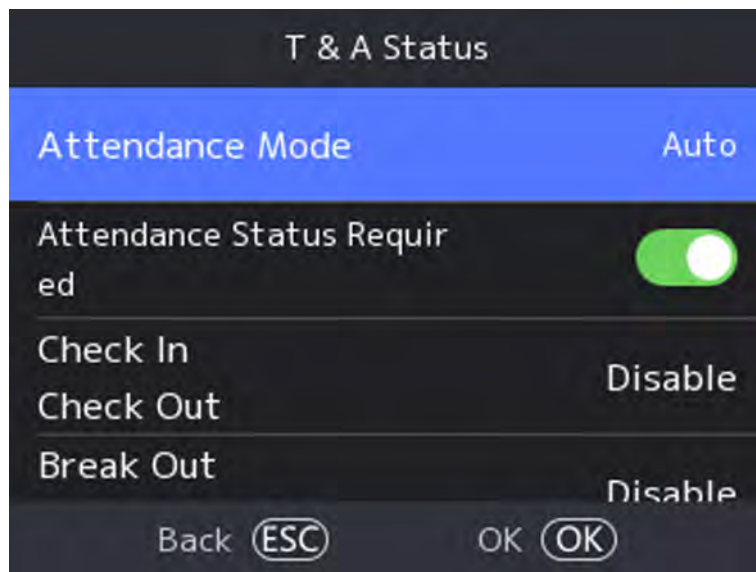 T & A Status
Attendance Mode Auto
Attendance Status Requir
ed
Check In
Check Out
Disable
Break Out
Disable
Back ESC OK OK